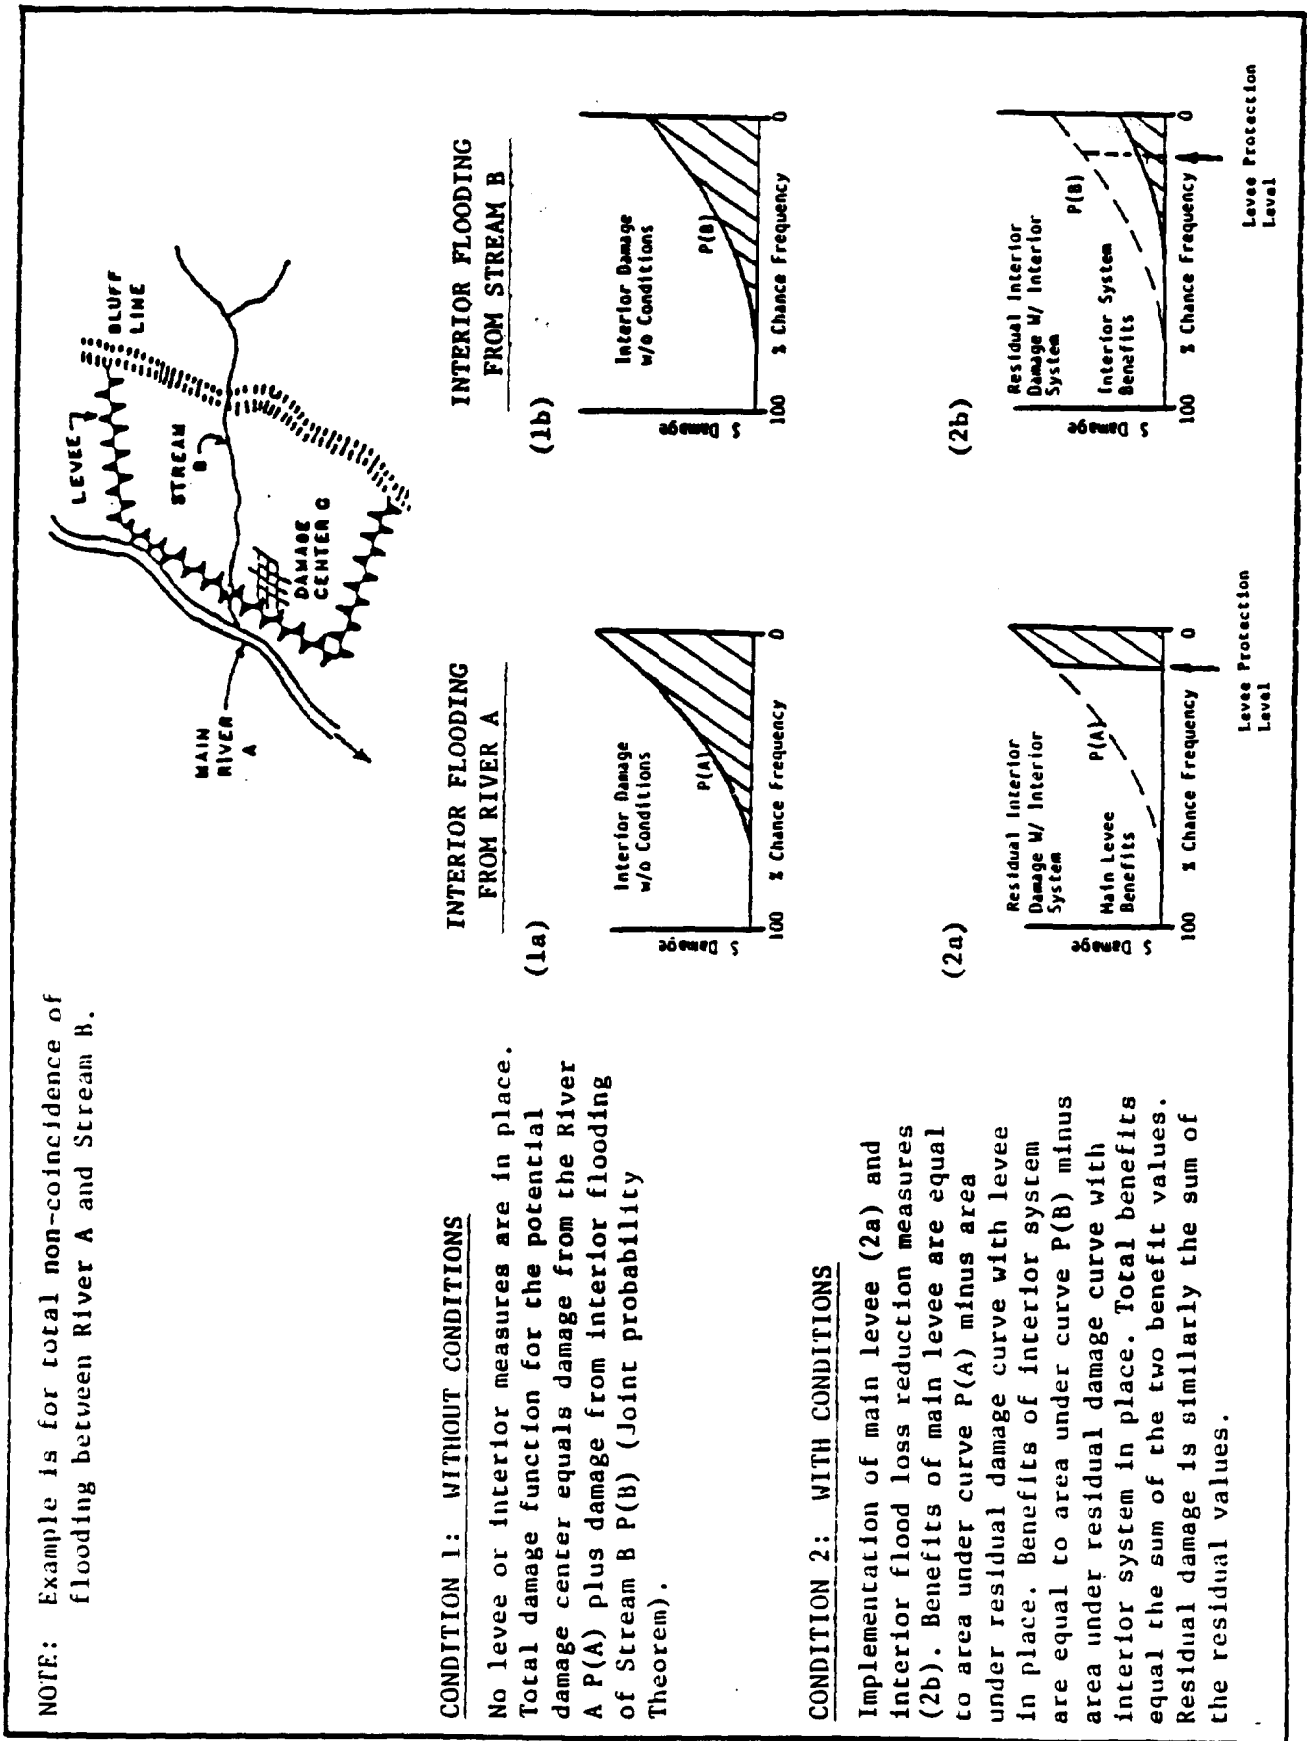 NOTE: Example is for total non-coincidence of
flooding between River A and Stream B.
LEVEE
BLUFF
LINE
STREAM
B
MAIN
RIVER
A
DAMAGE
CENTER C
CONDITION 1: WITHOUT CONDITIONS
No levee or interior measures are in place.
Total damage function for the potential
damage center equals damage from the River
A P(A) plus damage from interior flooding
of Stream B P(B) (Joint probability
Theorem).
INTERIOR FLOODING
FROM RIVER A
(1a)
Interior Damage
w/o Conditions
P(A)
$ Damage
100 % Chance Frequency 0
INTERIOR FLOODING
FROM STREAM B
(1b)
Interior Damage
w/o Conditions
P(B)
$ Damage
100 % Chance Frequency 0
CONDITION 2: WITH CONDITIONS
Implementation of main levee (2a) and
interior flood loss reduction measures
(2b). Benefits of main levee are equal
to area under curve P(A) minus area
under residual damage curve with levee
in place. Benefits of interior system
are equal to area under curve P(B) minus
area under residual damage curve with
interior system in place. Total benefits
equal the sum of the two benefit values.
Residual damage is similarly the sum of
the residual values.
(2a)
Residual Interior
Damage W/ Interior
System
P(A)
Main Levee
Benefits
$ Damage
100 % Chance Frequency 0
Levee Protection
Level
(2b)
Residual Interior
Damage W/ Interior
System
P(B)
Interior System
Benefits
$ Damage
100 % Chance Frequency 0
Levee Protection
Level